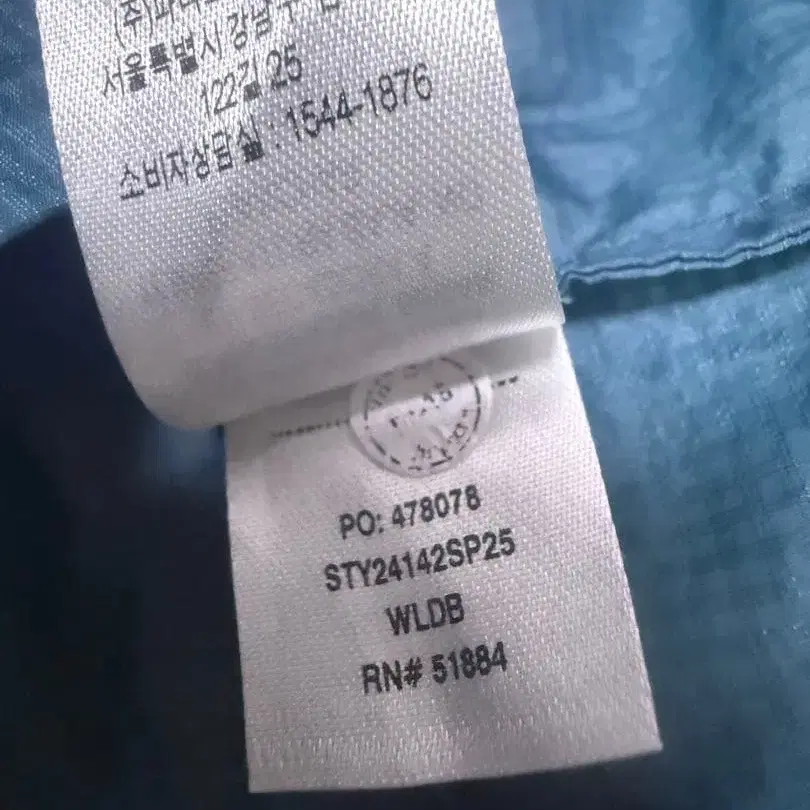 서울특별시 강남구
122길 25
소비자상담실 : 1544-1876
PO: 478078
STY24142SP25
WLDB
RN# 51884